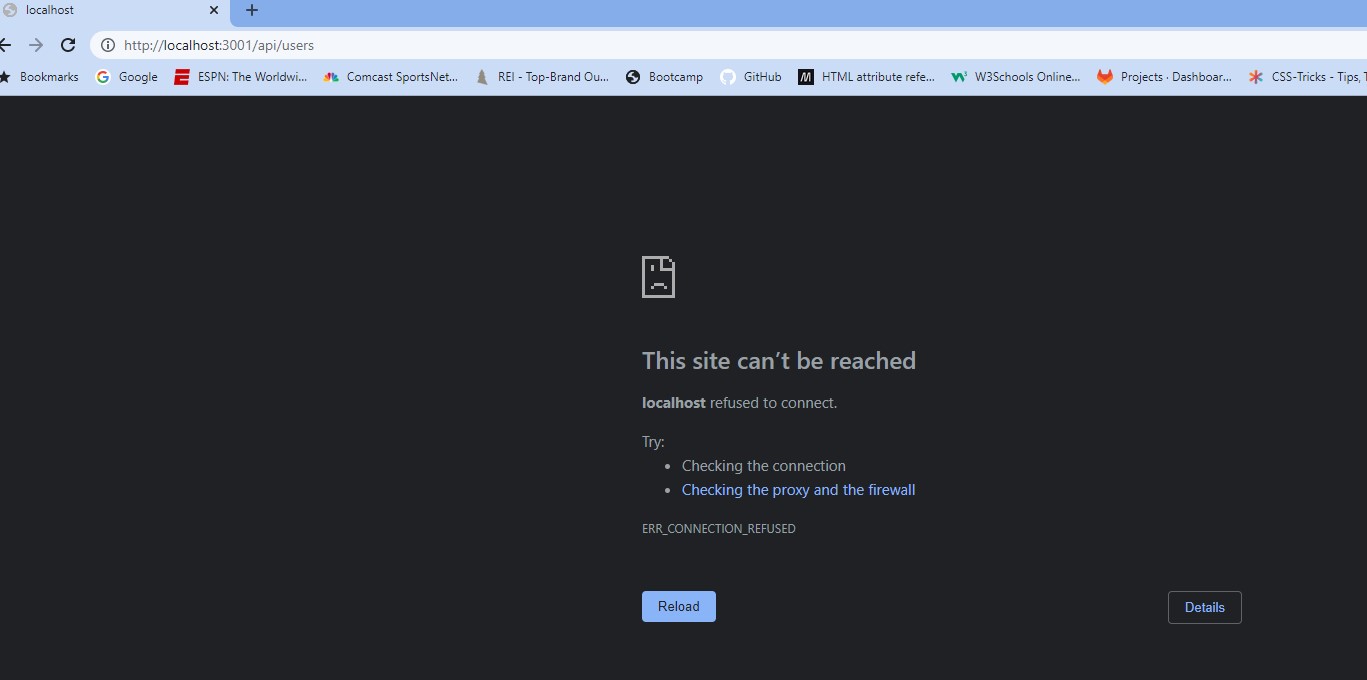 localhost
http://localhost:3001/api/users
Bookmarks Google ESPN: The Worldwi... Comcast SportsNet... REI - Top-Brand Ou... Bootcamp GitHub M HTML attribute refe... W3Schools Online... Projects · Dashboar... CSS-Tricks - Tips, T
This site can’t be reached
localhost refused to connect.
Try:
• Checking the connection
• Checking the proxy and the firewall
ERR_CONNECTION_REFUSED
Reload Details